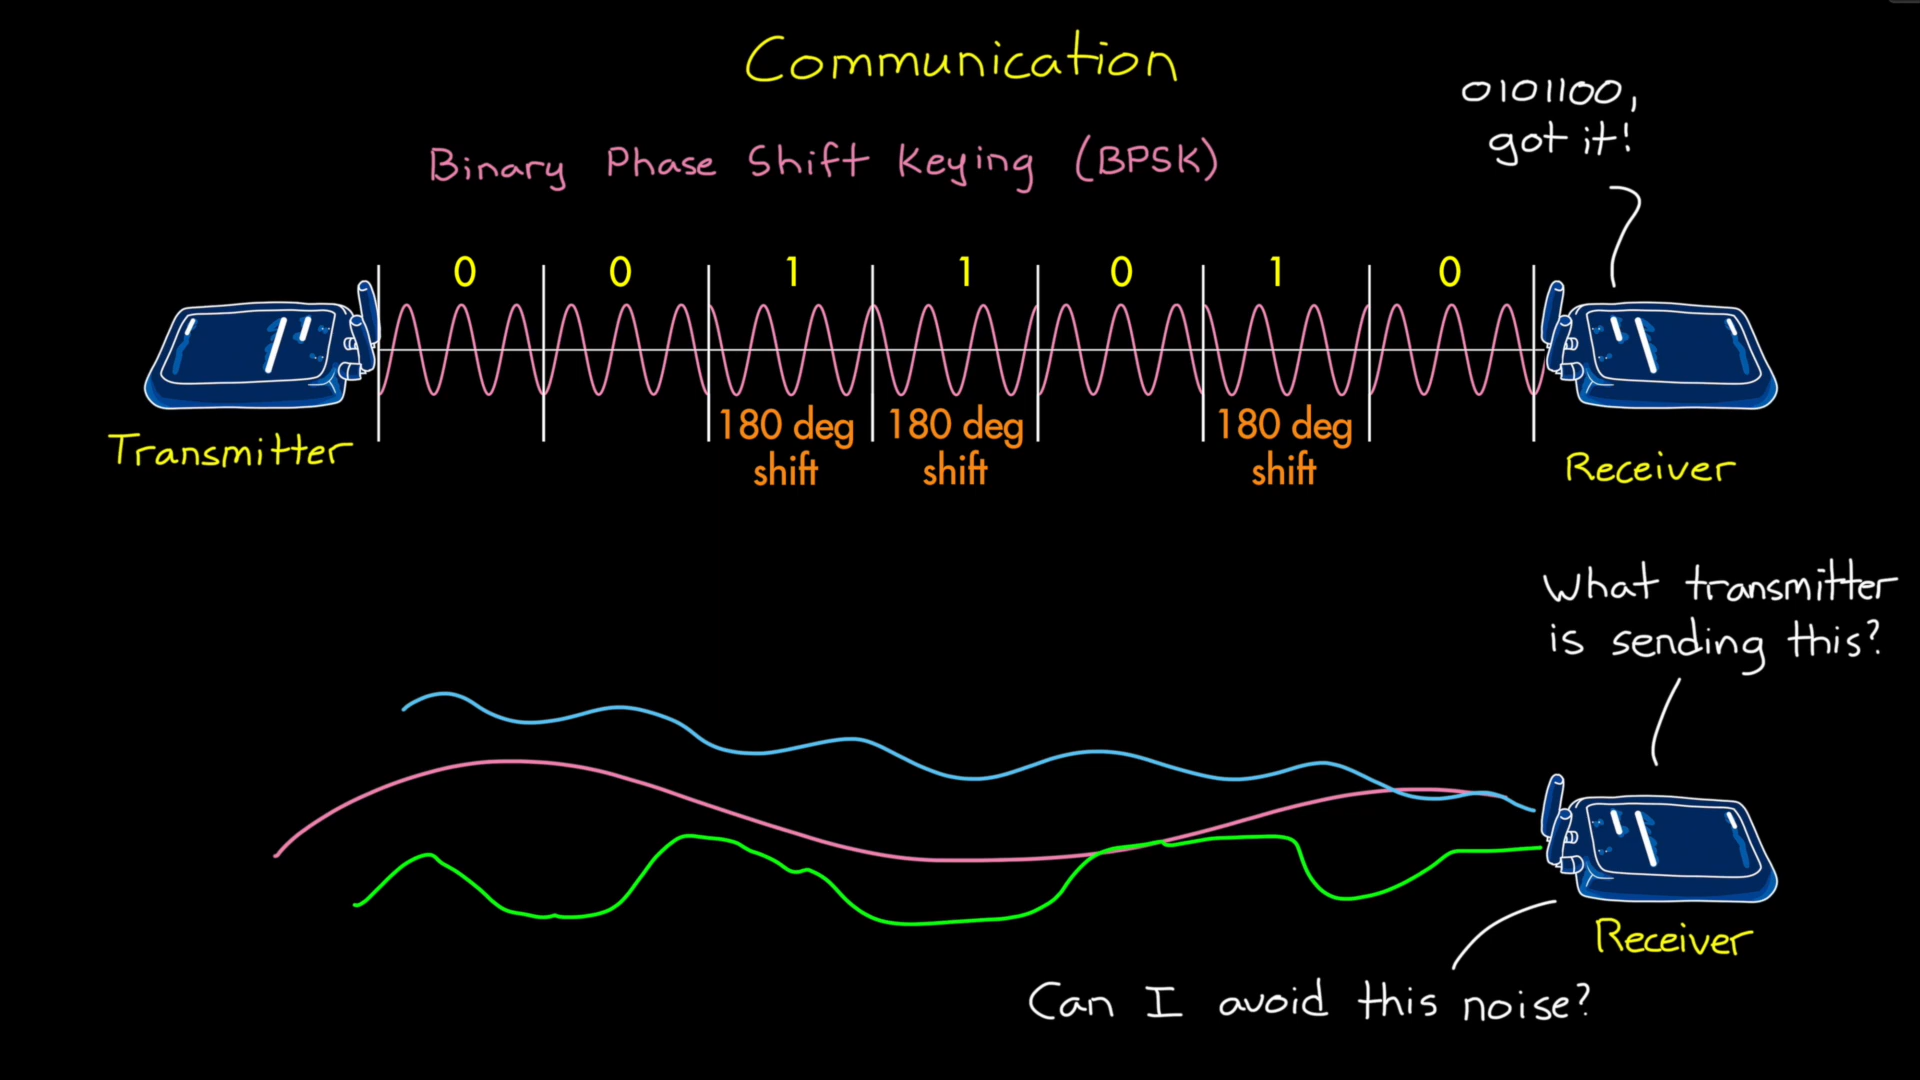 Communication
0101100,
got it!
Binary Phase Shift Keying (BPSK)
0 0 1 1 0 1 0
180 deg shift
180 deg shift
180 deg shift
Transmitter
Receiver
What transmitter
is sending this?
Receiver
Can I avoid this noise?